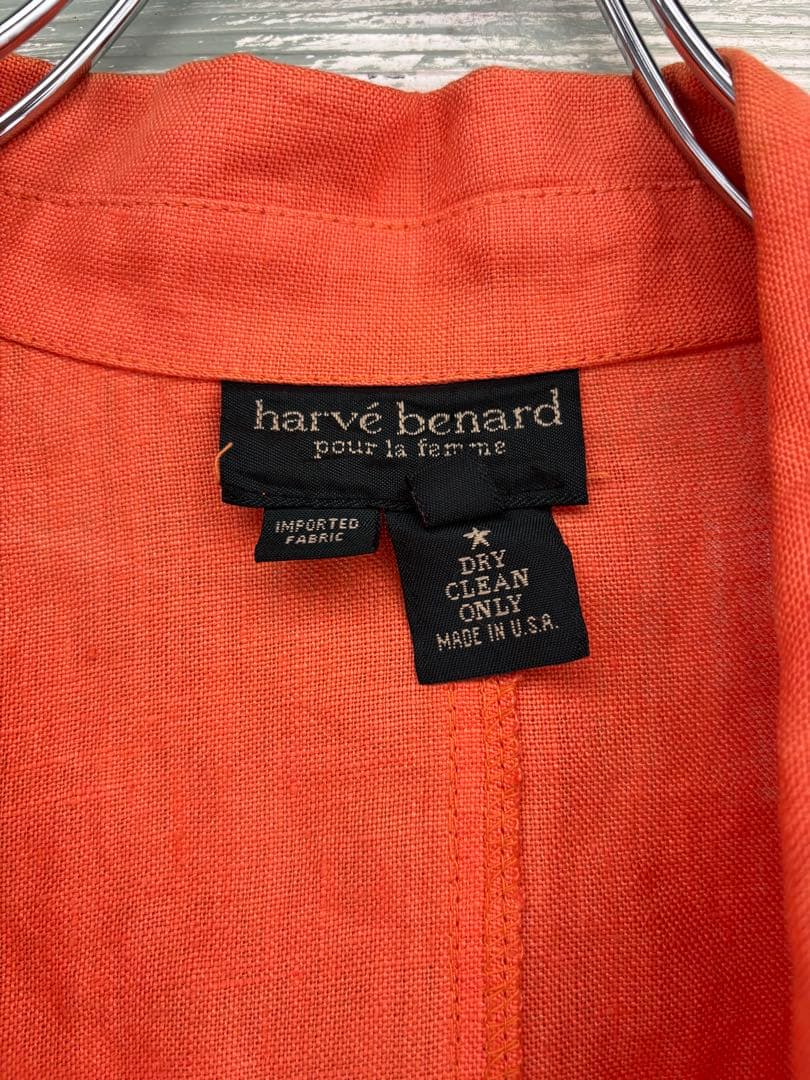 harvé benard
pour la femme
IMPORTED
FABRIC
DRY
CLEAN
ONLY
MADE IN U.S.A.